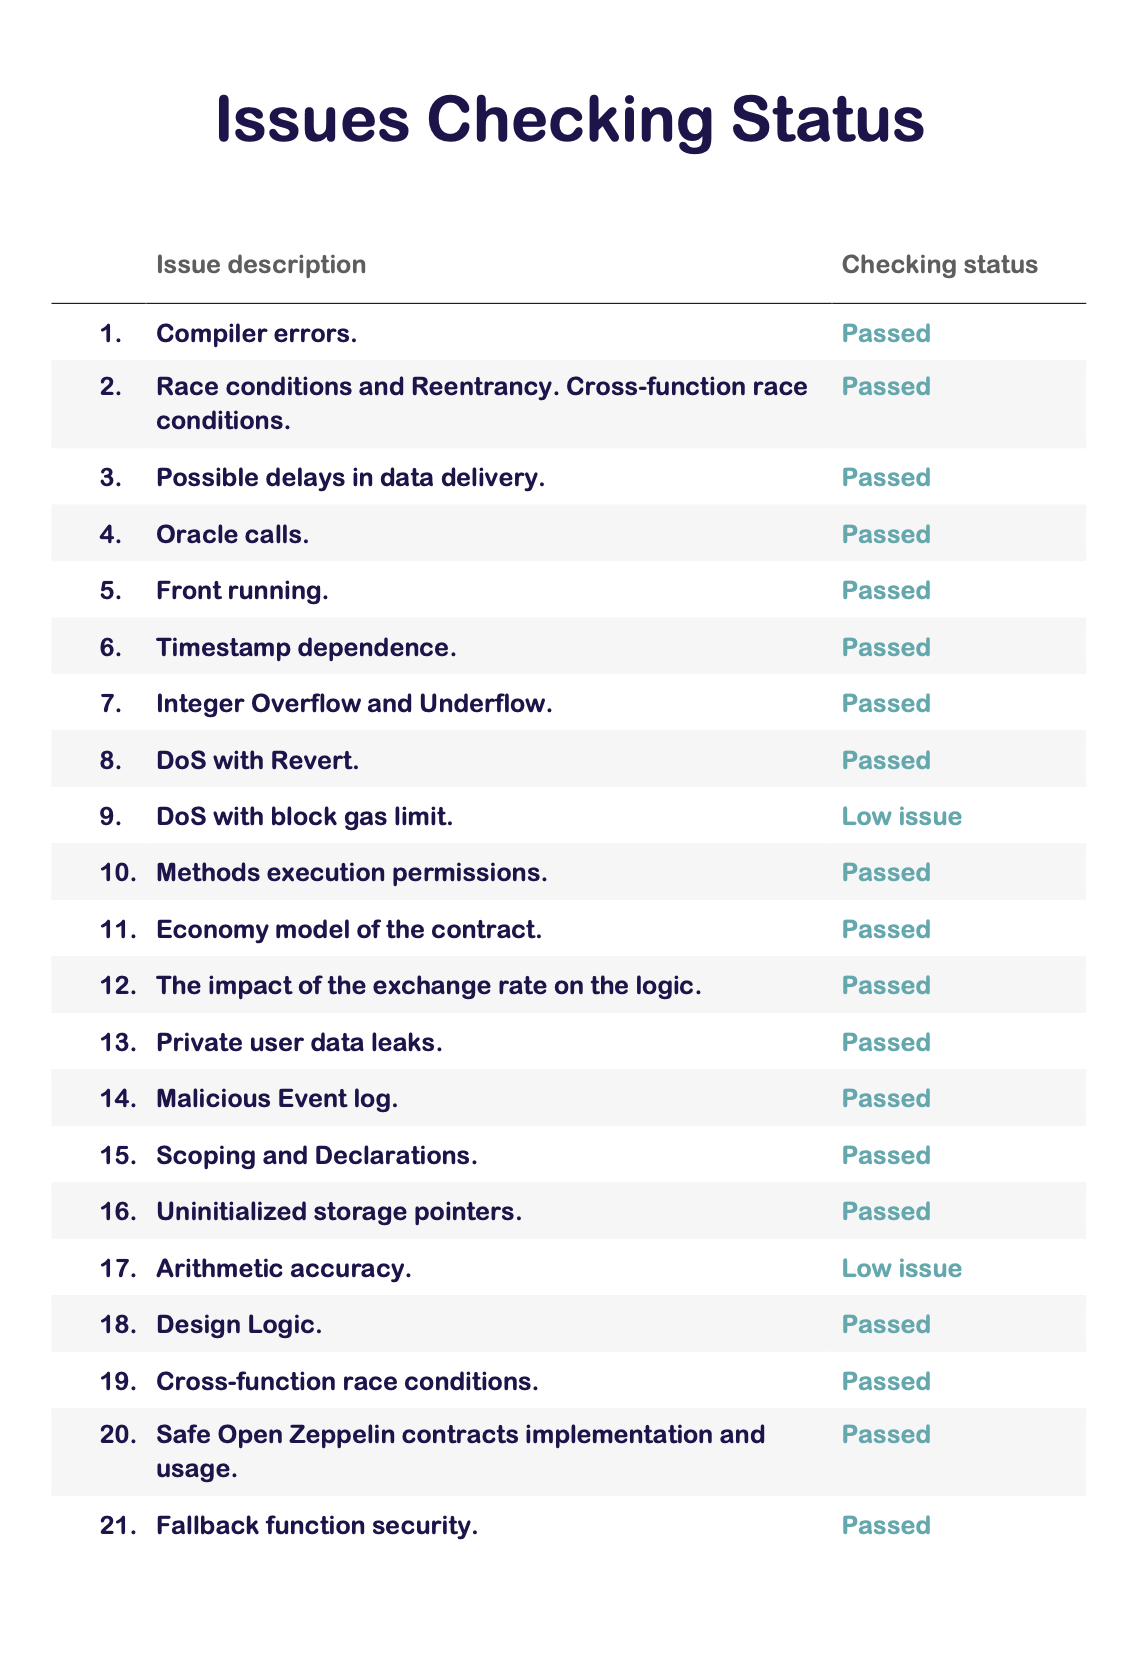 Issues Checking Status
Issue description Checking status
1. Compiler errors. Passed
2. Race conditions and Reentrancy. Cross-function race Passed
conditions.
3. Possible delays in data delivery. Passed
4. Oracle calls. Passed
5. Front running. Passed
6. Timestamp dependence. Passed
7. Integer Overflow and Underflow. Passed
8. DoS with Revert. Passed
9. DoS with block gas limit. Low issue
10. Methods execution permissions. Passed
11. Economy model of the contract. Passed
12. The impact of the exchange rate on the logic. Passed
13. Private user data leaks. Passed
14. Malicious Event log. Passed
15. Scoping and Declarations. Passed
16. Uninitialized storage pointers. Passed
17. Arithmetic accuracy. Low issue
18. Design Logic. Passed
19. Cross-function race conditions. Passed
20. Safe Open Zeppelin contracts implementation and Passed
usage.
21. Fallback function security. Passed